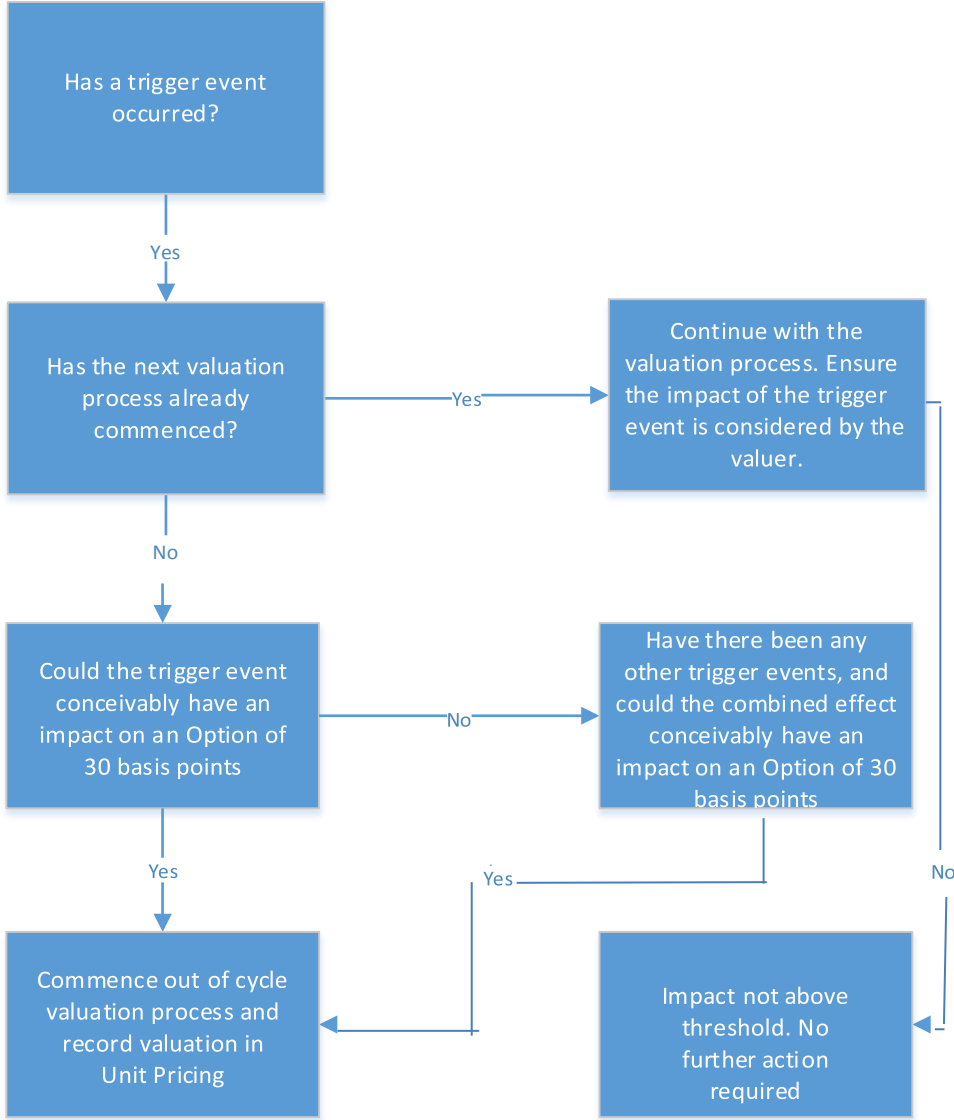 Has a trigger event
occurred?
Yes
Has the next valuation
process already
commenced?
Yes
Continue with the
valuation process. Ensure
the impact of the trigger
event is considered by the
valuer.
No
Could the trigger event
conceivably have an
impact on an Option of
30 basis points
No
Have there been any
other trigger events, and
could the combined effect
conceivably have an
impact on an Option of 30
basis points
Yes
Yes
No
Commence out of cycle
valuation process and
record valuation in
Unit Pricing
Impact not above
threshold. No
further action
required